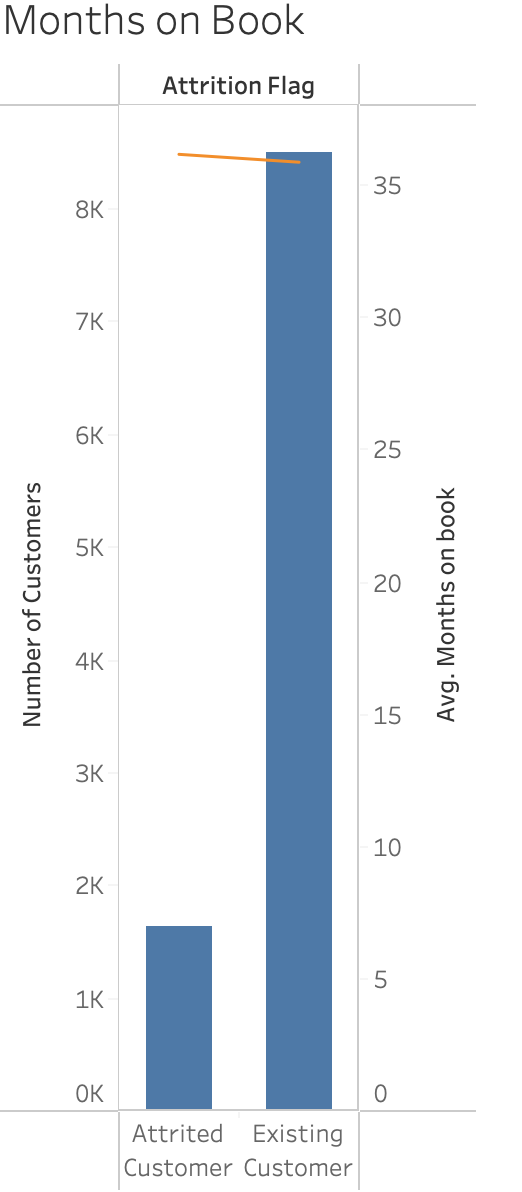 Months on Book
Attrition Flag
8K
7K
6K
5K
4K
3K
2K
1K
0K
Number of Customers
35
30
25
20
15
10
5
0
Avg. Months on book
Attrited
Customer
Existing
Customer